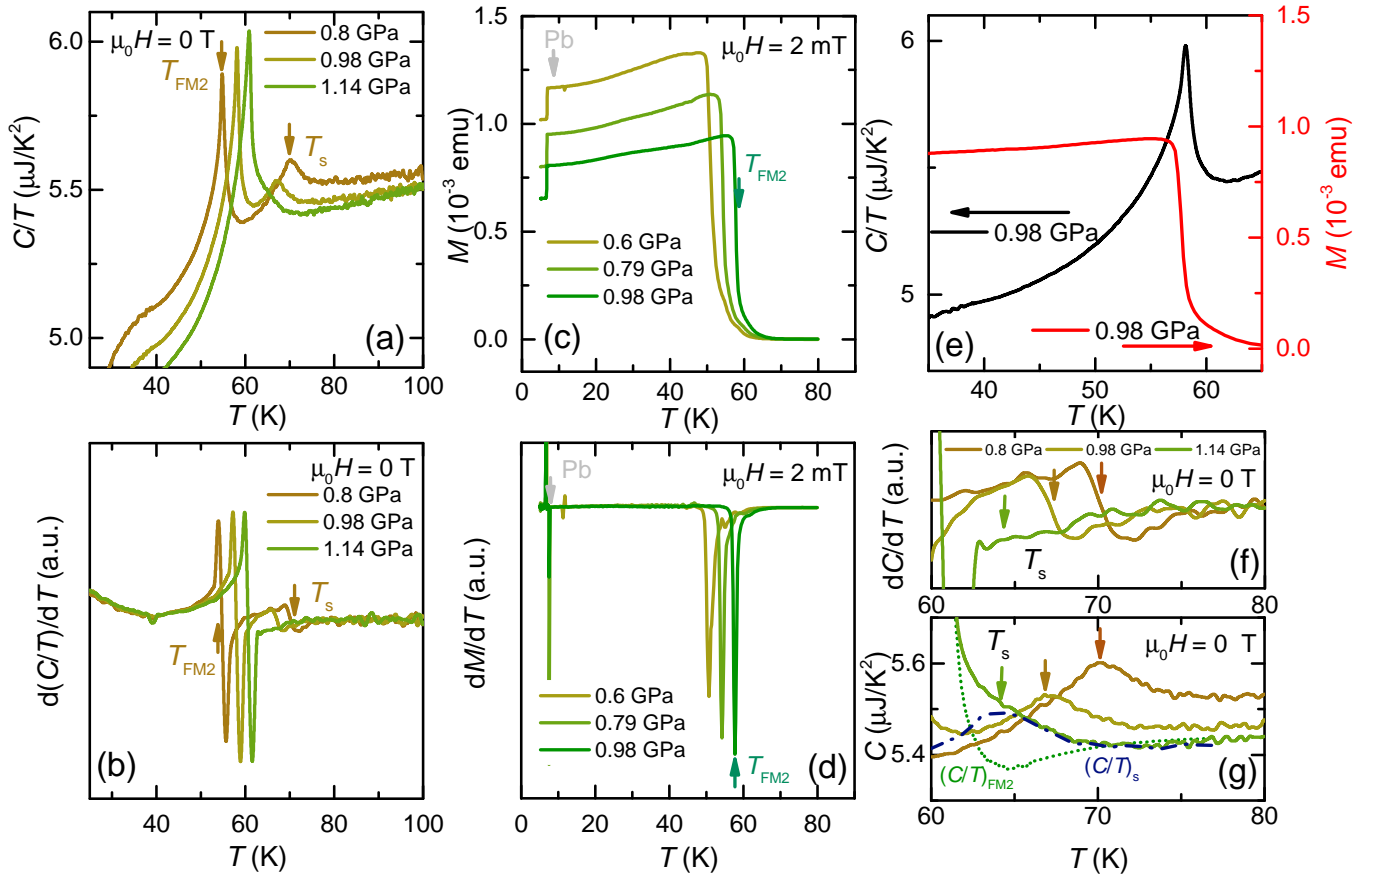 μ0H = 0 T
0.8 GPa
0.98 GPa
1.14 GPa
TFM2
Ts
6.0
5.5
5.0
C/T (μJ/K²)
(a)
40 60 80 100
T (K)
1.5
1.0
0.5
0.0
M (10⁻³ emu)
Pb
μ0H = 2 mT
TFM2
0.6 GPa
0.79 GPa
0.98 GPa
(c)
0 20 40 60 80
T (K)
6
5
C/T (μJ/K²)
0.98 GPa
0.98 GPa
(e)
1.5
1.0
0.5
0.0
M (10⁻³ emu)
40 50 60
T (K)
μ0H = 0 T
0.8 GPa
0.98 GPa
1.14 GPa
Ts
TFM2
d(C/T)/dT (a.u.)
(b)
40 60 80 100
T (K)
Pb
μ0H = 2 mT
dM/dT (a.u.)
0.6 GPa
0.79 GPa
0.98 GPa
TFM2
(d)
0 20 40 60 80
T (K)
0.8 GPa 0.98 GPa 1.14 GPa
μ0H = 0 T
dC/dT (a.u.)
Ts
(f)
60 70 80
μ0H = 0 T
Ts
5.6
5.4
C (μJ/K²)
(C/T)FM2
(C/T)s
(g)
60 70 80
T (K)